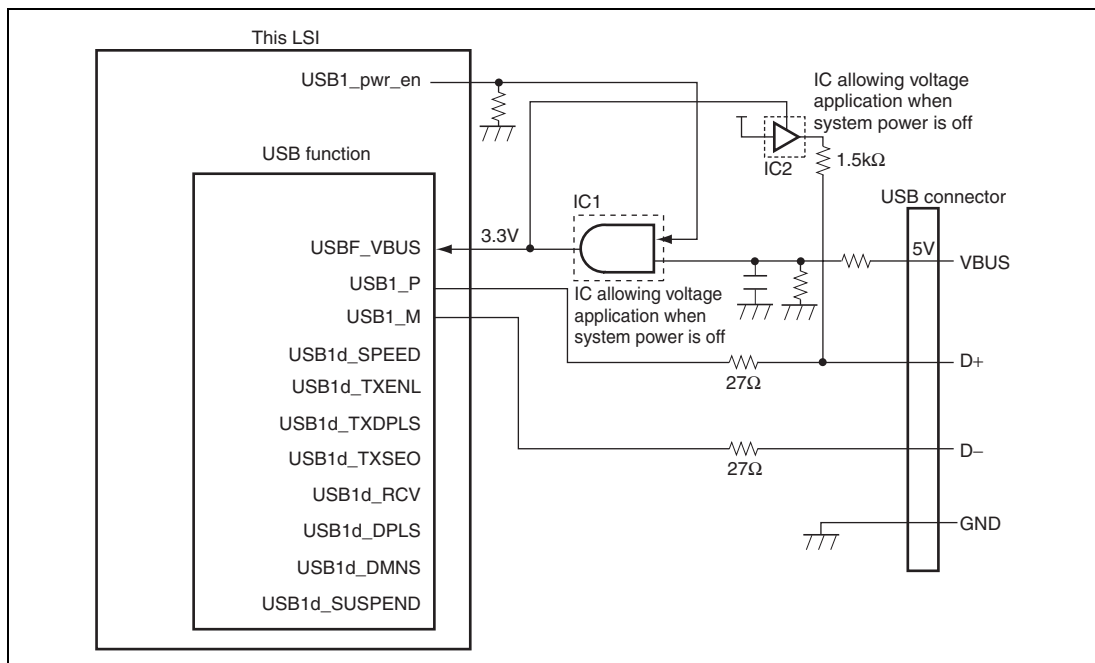 This LSI
USB1_pwr_en
IC allowing voltage
application when
system power is off
IC2
1.5kΩ
USB function
USB connector
IC1
USBF_VBUS
3.3V
5V
VBUS
USB1_P
IC allowing voltage
application when
system power is off
USB1_M
USB1d_SPEED
27Ω
D+
USB1d_TXENL
USB1d_TXDPLS
USB1d_TXSEO
27Ω
D−
USB1d_RCV
USB1d_DPLS
GND
USB1d_DMNS
USB1d_SUSPEND